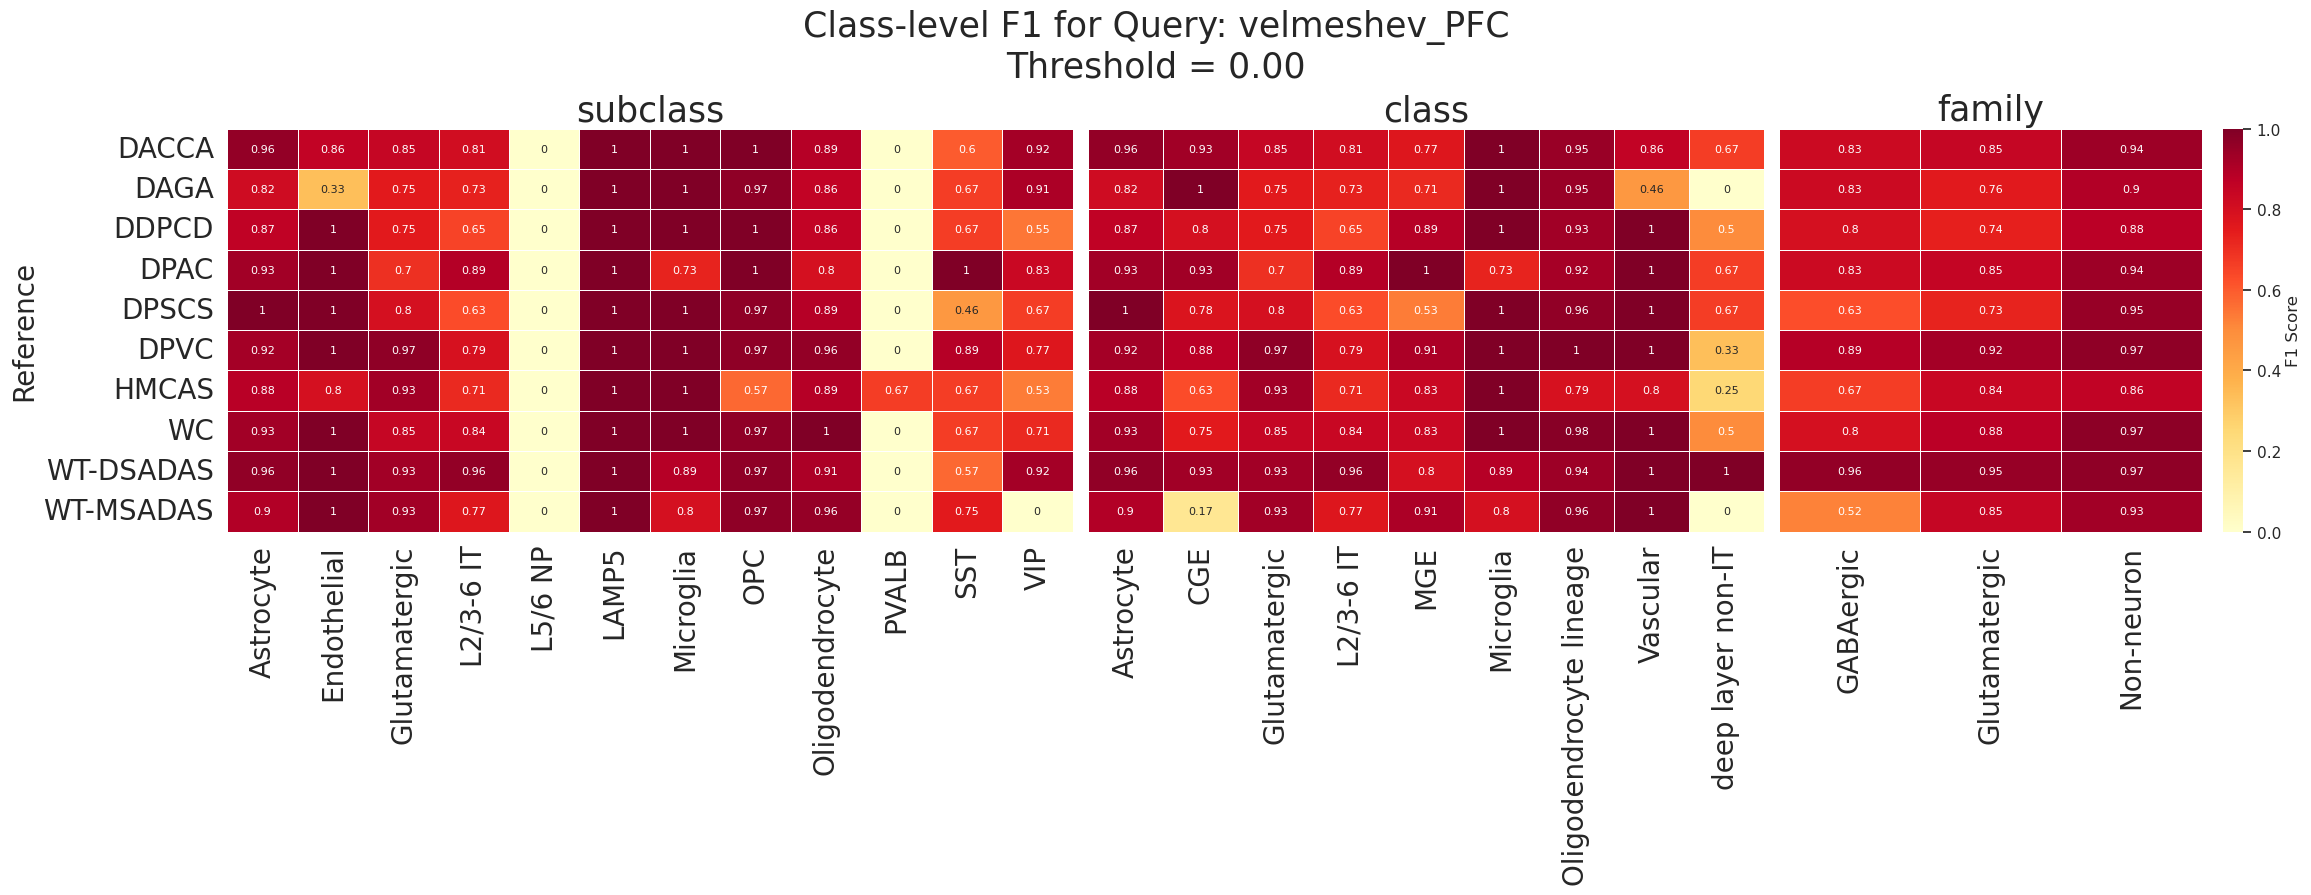 Class-level F1 for Query: velmeshev_PFC
Threshold = 0.00
subclass class family
Reference
DACCA 0.96 0.86 0.85 0.81 0 1 1 1 0.89 0 0.6 0.92 0.96 0.93 0.85 0.81 0.77 1 0.95 0.86 0.67 0.83 0.85 0.94
DAGA 0.82 0.33 0.75 0.73 0 1 1 0.97 0.86 0 0.67 0.91 0.82 1 0.75 0.73 0.71 1 0.95 0.46 0 0.83 0.76 0.9
DDPCD 0.87 1 0.75 0.65 0 1 1 1 0.86 0 0.67 0.55 0.87 0.8 0.75 0.65 0.89 1 0.93 1 0.5 0.8 0.74 0.88
DPAC 0.93 1 0.7 0.89 0 1 0.73 1 0.8 0 1 0.83 0.93 0.93 0.7 0.89 1 0.73 0.92 1 0.67 0.83 0.85 0.94
DPSCS 1 1 0.8 0.63 0 1 1 0.97 0.89 0 0.46 0.67 1 0.78 0.8 0.63 0.53 1 0.96 1 0.67 0.63 0.73 0.95
DPVC 0.92 1 0.97 0.79 0 1 1 0.97 0.96 0 0.89 0.77 0.92 0.88 0.97 0.79 0.91 1 1 1 0.33 0.89 0.92 0.97
HMCAS 0.88 0.8 0.93 0.71 0 1 1 0.57 0.89 0.67 0.67 0.53 0.88 0.63 0.93 0.71 0.83 1 0.79 0.8 0.25 0.67 0.84 0.86
WC 0.93 1 0.85 0.84 0 1 1 0.97 1 0 0.67 0.71 0.93 0.75 0.85 0.84 0.83 1 0.98 1 0.5 0.8 0.88 0.97
WT-DSADAS 0.96 1 0.93 0.96 0 1 0.89 0.97 0.91 0 0.57 0.92 0.96 0.93 0.93 0.96 0.8 0.89 0.94 1 1 0.96 0.95 0.97
WT-MSADAS 0.9 1 0.93 0.77 0 1 0.8 0.97 0.96 0 0.75 0 0.9 0.17 0.93 0.77 0.91 0.8 0.96 1 0 0.52 0.85 0.93
Astrocyte
Endothelial
Glutamatergic
L2/3-6 IT
L5/6 NP
LAMP5
Microglia
OPC
Oligodendrocyte
PVALB
SST
VIP
Astrocyte
CGE
Glutamatergic
L2/3-6 IT
MGE
Microglia
Oligodendrocyte lineage
Vascular
deep layer non-IT
GABAergic
Glutamatergic
Non-neuron
1.0
0.8
0.6
0.4
0.2
0.0
F1 Score